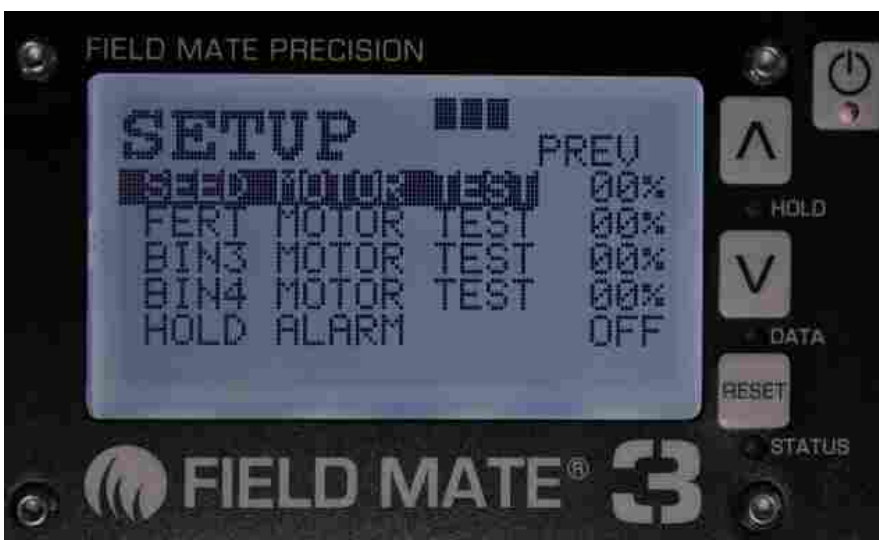 FIELD MATE PRECISION
SETUP
PREV
SEED MOTOR TEST 00%
FERT MOTOR TEST 00%
BIN3 MOTOR TEST 00%
BIN4 MOTOR TEST 00%
HOLD ALARM OFF
HOLD
DATA
RESET
STATUS
FIELD MATE® 3